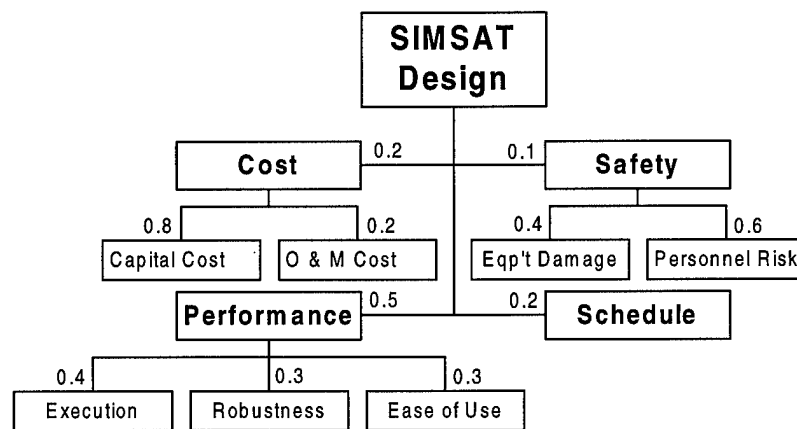 SIMSAT
Design
0.2
0.1
Cost
Safety
0.8
0.2
0.4
0.6
Capital Cost
O & M Cost
Eqp't Damage
Personnel Risk
0.5
0.2
Performance
Schedule
0.4
0.3
0.3
Execution
Robustness
Ease of Use